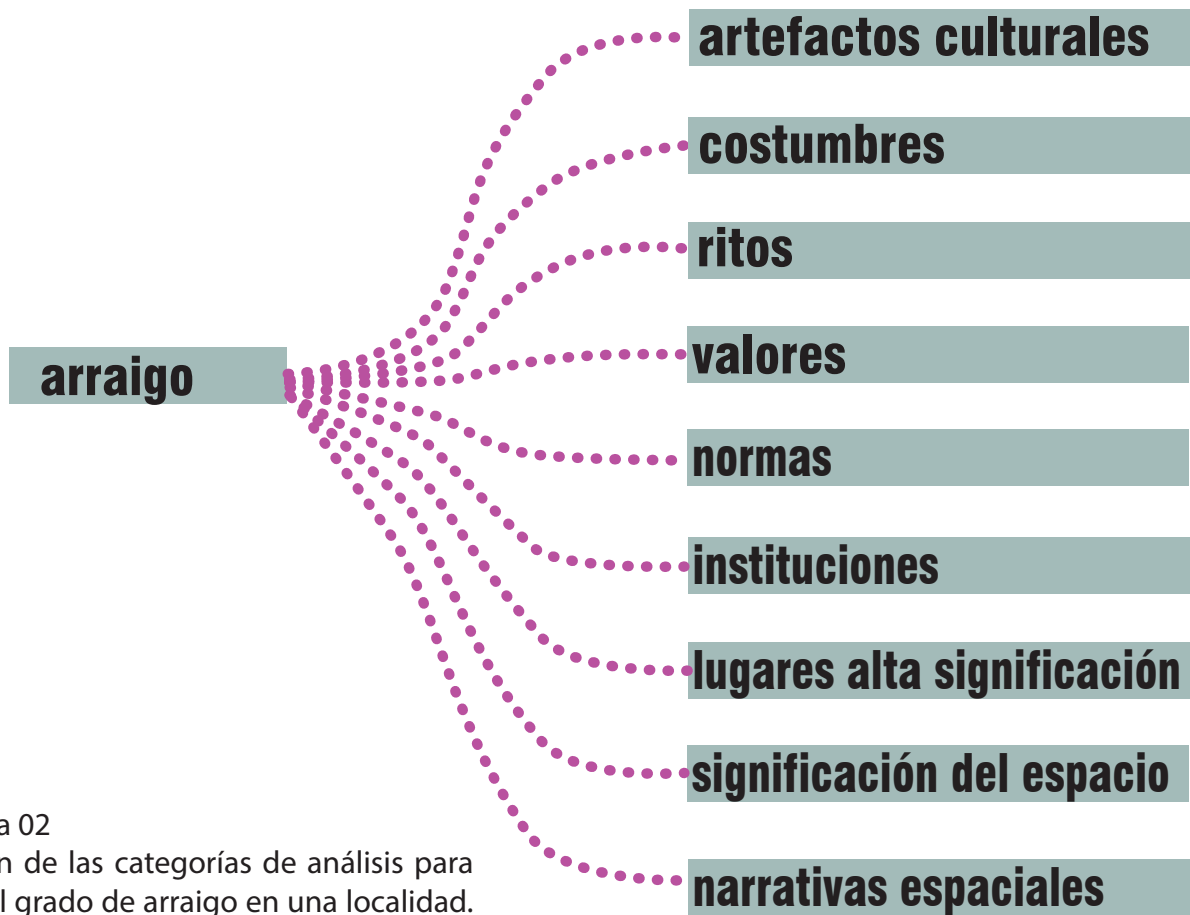 artefactos culturales
costumbres
ritos
arraigo
valores
normas
instituciones
lugares alta significación
significación del espacio
narrativas espaciales
a 02
n de las categorías de análisis para
l grado de arraigo en una localidad.